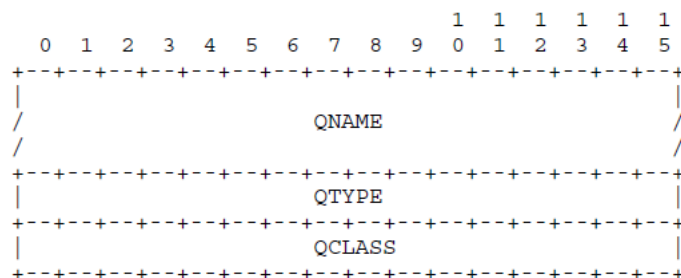 1  1  1  1  1  1
  0  1  2  3  4  5  6  7  8  9  0  1  2  3  4  5
+--+--+--+--+--+--+--+--+--+--+--+--+--+--+--+--+
|                                               |
/                     QNAME                     /
/                                               /
+--+--+--+--+--+--+--+--+--+--+--+--+--+--+--+--+
|                     QTYPE                     |
+--+--+--+--+--+--+--+--+--+--+--+--+--+--+--+--+
|                     QCLASS                    |
+--+--+--+--+--+--+--+--+--+--+--+--+--+--+--+--+